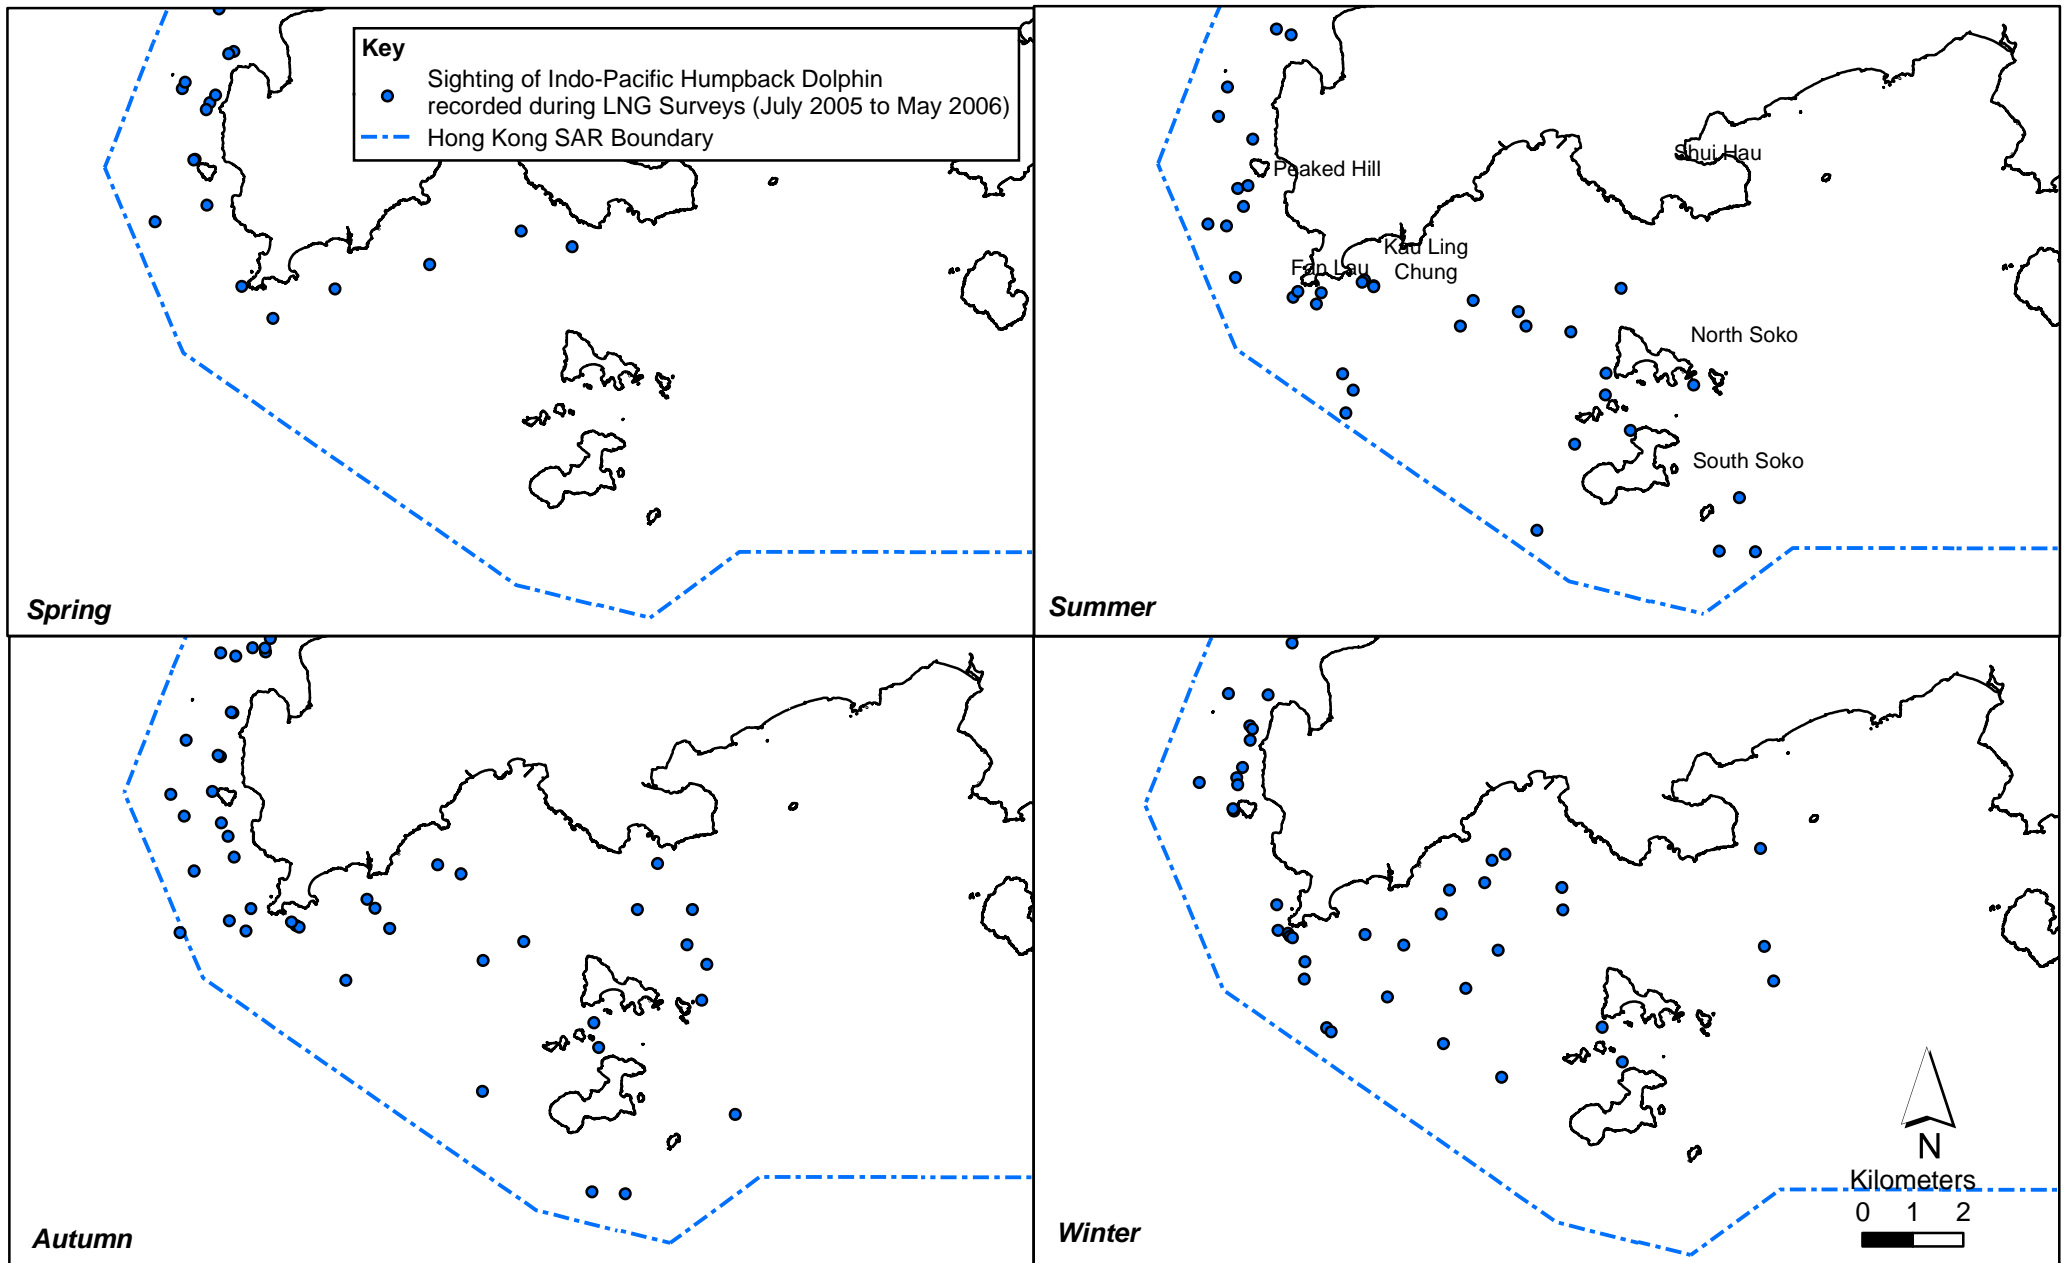 Key
Sighting of Indo-Pacific Humpback Dolphin
recorded during LNG Surveys (July 2005 to May 2006)
Hong Kong SAR Boundary
Spring
Shui Hau
Peaked Hill
Kau Ling
Chung
Fan Lau
North Soko
South Soko
Summer
Autumn
Winter
N
Kilometers
0 1 2